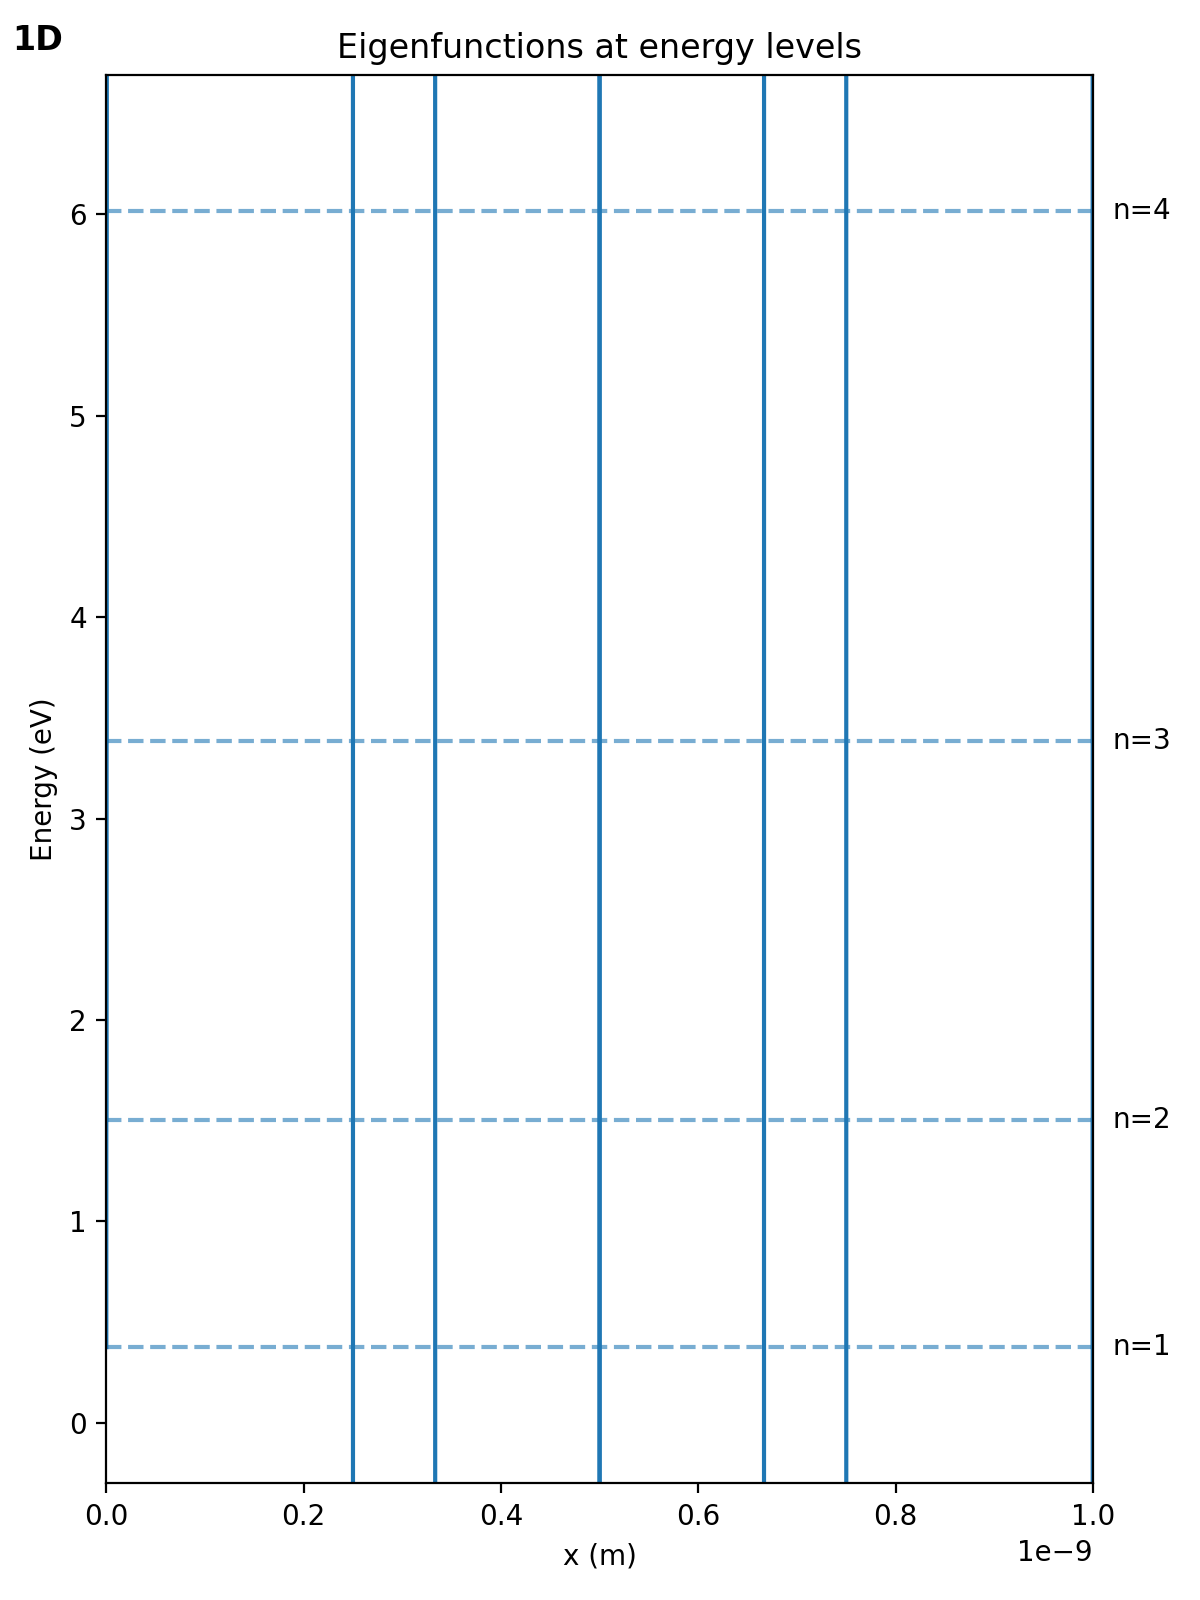 1D
Eigenfunctions at energy levels
Energy (eV)
6
5
4
3
2
1
0
n=4
n=3
n=2
n=1
0.0 0.2 0.4 0.6 0.8 1.0
1e−9
x (m)